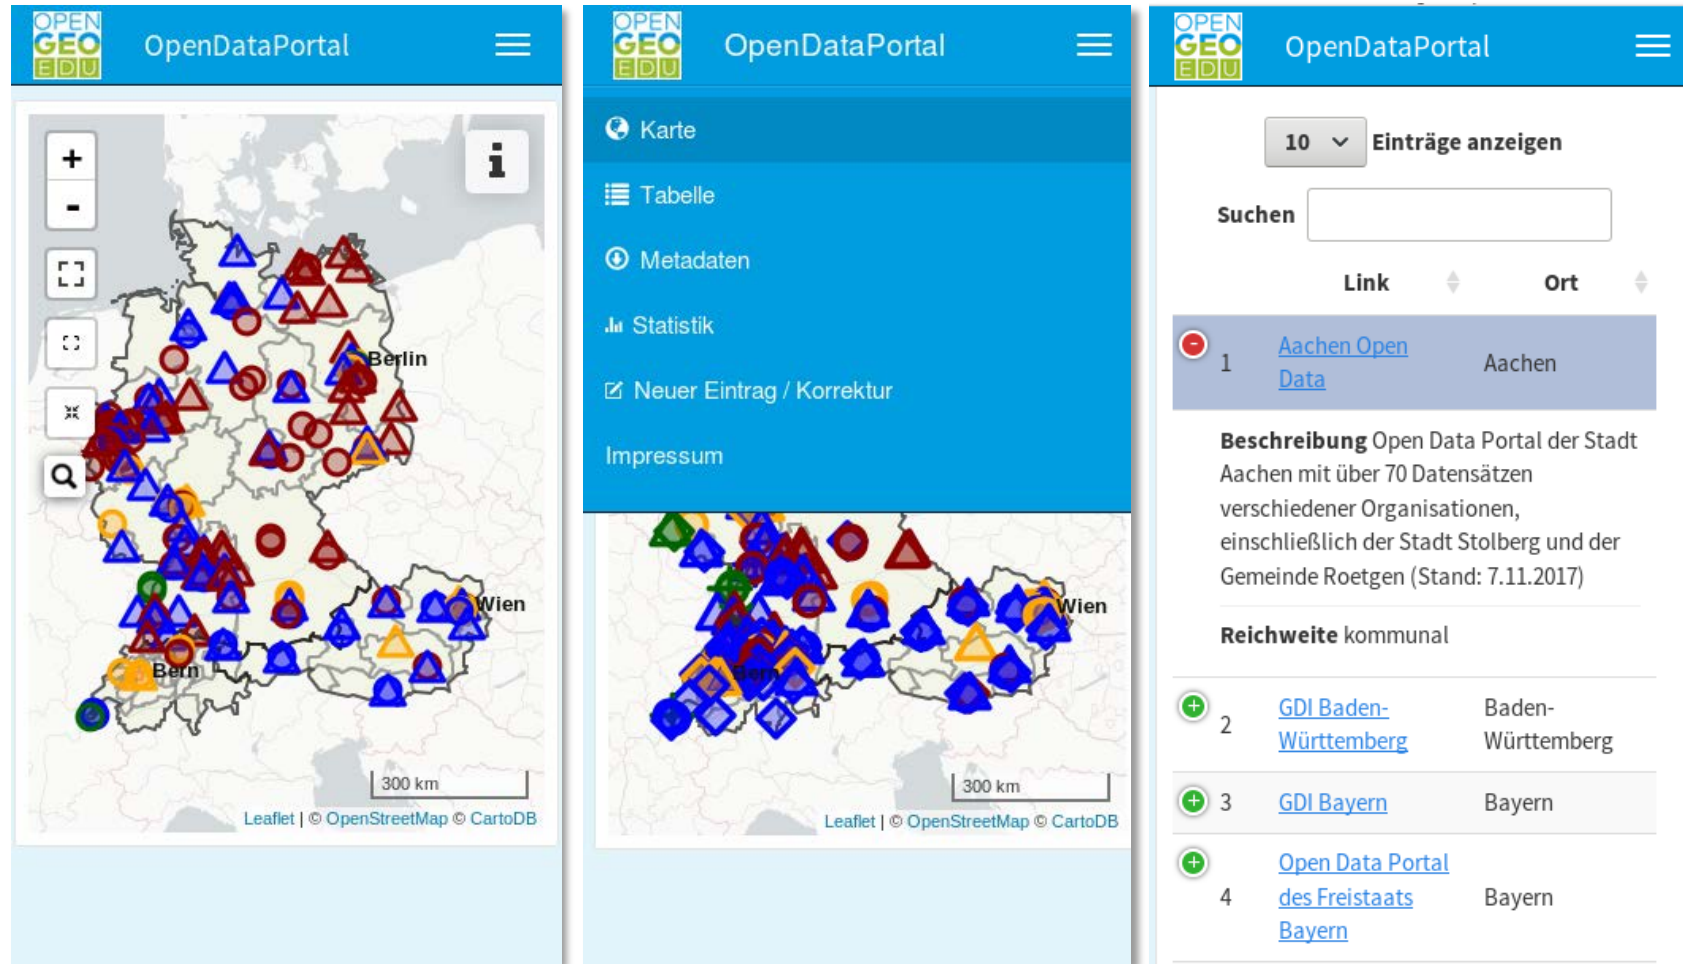 OPEN
GEO
EDU
OpenDataPortal
+
-
i
Berlin
Wien
Bern
300 km
Leaflet | © OpenStreetMap © CartoDB
OPEN
GEO
EDU
OpenDataPortal
Karte
Tabelle
Metadaten
Statistik
Neuer Eintrag / Korrektur
Impressum
Wien
Bern
300 km
Leaflet | © OpenStreetMap © CartoDB
OPEN
GEO
EDU
OpenDataPortal
10 Einträge anzeigen
Suchen
Link Ort
1 Aachen Open Aachen
Data
Beschreibung Open Data Portal der Stadt
Aachen mit über 70 Datensätzen
verschiedener Organisationen,
einschließlich der Stadt Stolberg und der
Gemeinde Roetgen (Stand: 7.11.2017)
Reichweite kommunal
2 GDI Baden- Baden-
Württemberg Württemberg
3 GDI Bayern Bayern
Open Data Portal
4 des Freistaats Bayern
Bayern